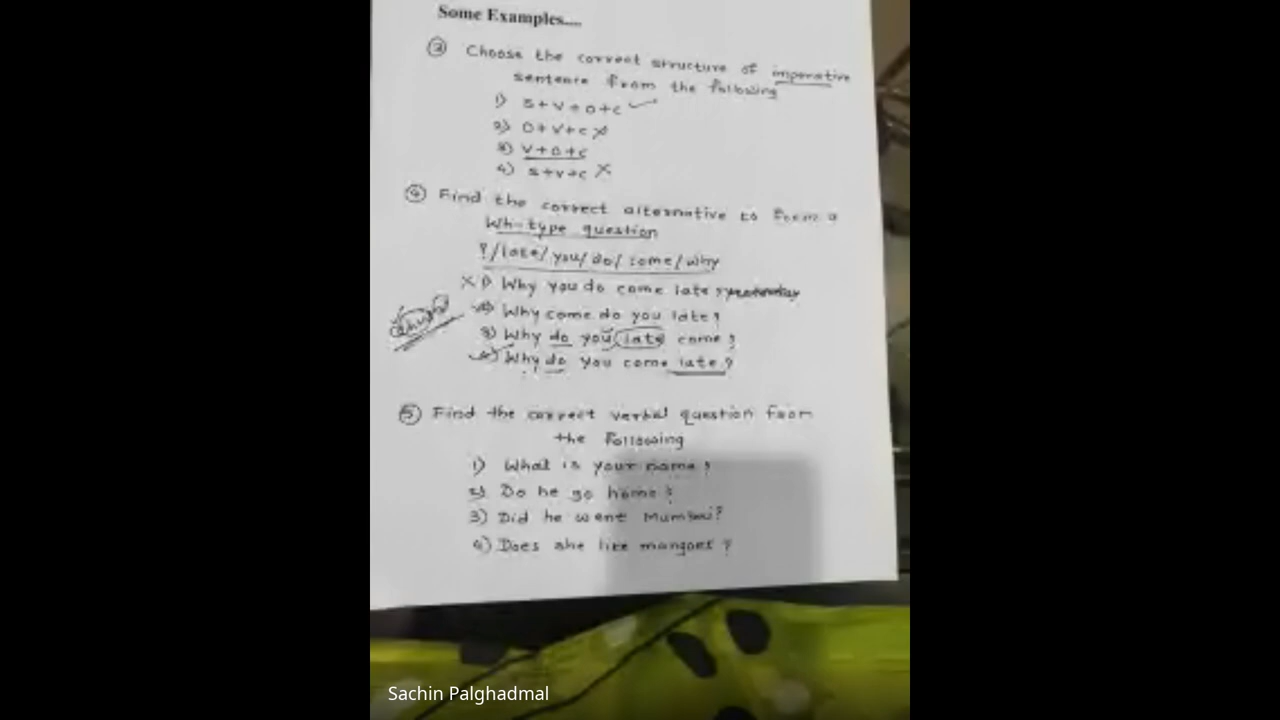 Some Examples....
③ Choose the correct structure of imperative
sentence from the following
1) S+V+O+C ✓
2) O+V+C ✗
3) V+O+C
4) S+V+C ✗
④ Find the correct alternative to form a
Wh-type question
?/late/you/do/come/why
✗ 1) Why you do come late ?
2) Why come do you late?
3) Why do you late come?
4) Why do you come late?
⑤ Find the correct verbal question from
the following
1) What is your name?
2) Do he go home?
3) Did he went Mumbai?
4) Does she like mangoes?
Sachin Palghadmal